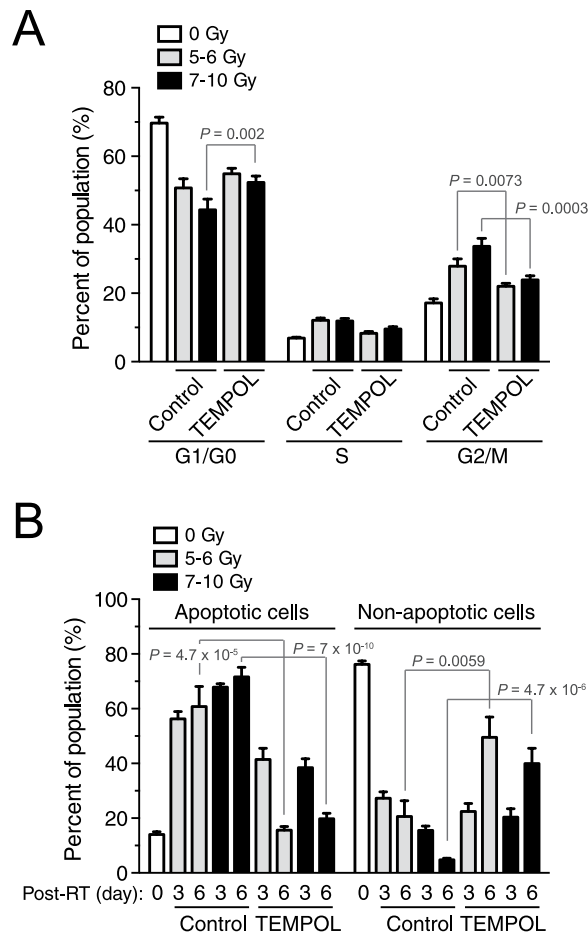 A
0 Gy
5-6 Gy
7-10 Gy
Percent of population (%)
80
60
40
20
0
P = 0.002
P = 0.0073
P = 0.0003
Control
TEMPOL
Control
TEMPOL
Control
TEMPOL
G1/G0 S G2/M
B
0 Gy
5-6 Gy
7-10 Gy
Percent of population (%)
100
80
60
40
20
0
Apoptotic cells Non-apoptotic cells
P = 4.7 x 10⁻⁵
P = 7 x 10⁻¹⁰
P = 0.0059
P = 4.7 x 10⁻⁶
Post-RT (day): 0 3 6 3 6 3 6 3 6 0 3 6 3 6 3 6 3 6
Control TEMPOL Control TEMPOL